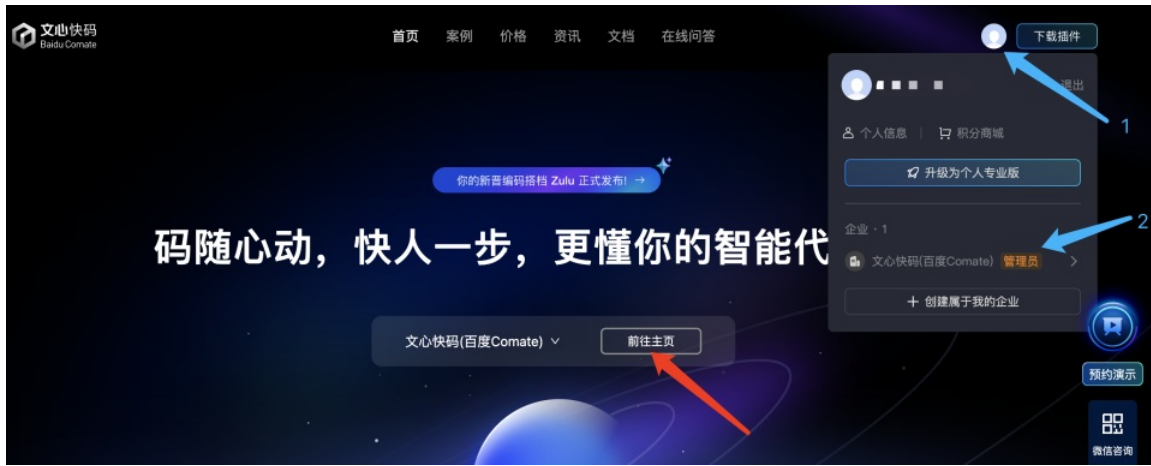 文心快码
Baidu Comate
首页 案例 价格 资讯 文档 在线问答
下载插件
退出
1
个人信息 积分商城
你的新晋编码搭档 Zulu 正式发布! →
升级为个人专业版
码随心动，快人一步，更懂你的智能代
2
企业 · 1
文心快码(百度Comate) 管理员
+ 创建属于我的企业
文心快码(百度Comate) 前往主页
预约演示
微信咨询